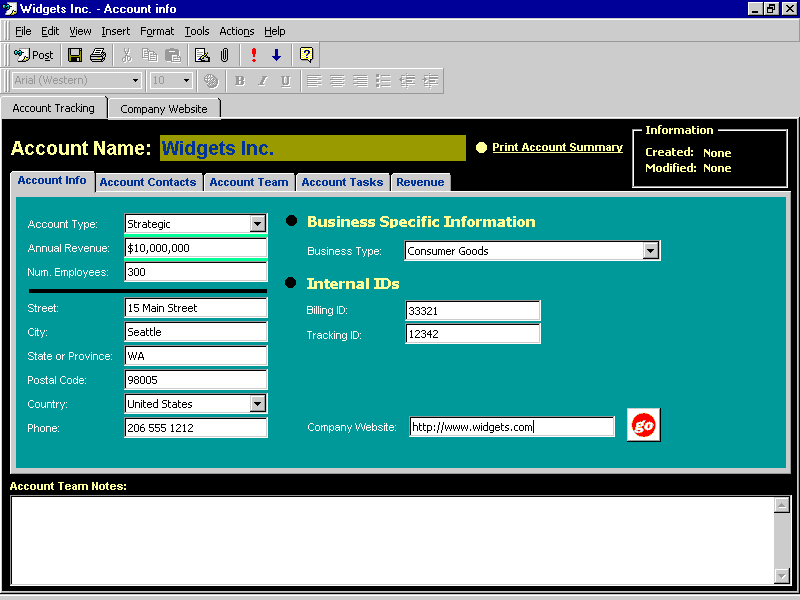 Widgets Inc. - Account info
File Edit View Insert Format Tools Actions Help
Post
Arial (Western) 10 B I U
Account Tracking Company Website
Account Name: Widgets Inc. Print Account Summary
Information
Created: None
Modified: None
Account Info Account Contacts Account Team Account Tasks Revenue
Account Type: Strategic
Annual Revenue: $10,000,000
Num. Employees: 300
Street: 15 Main Street
City: Seattle
State or Province: WA
Postal Code: 98005
Country: United States
Phone: 206 555 1212
Business Specific Information
Business Type: Consumer Goods
Internal IDs
Billing ID: 33321
Tracking ID: 12342
Company Website: http://www.widgets.com go
Account Team Notes: